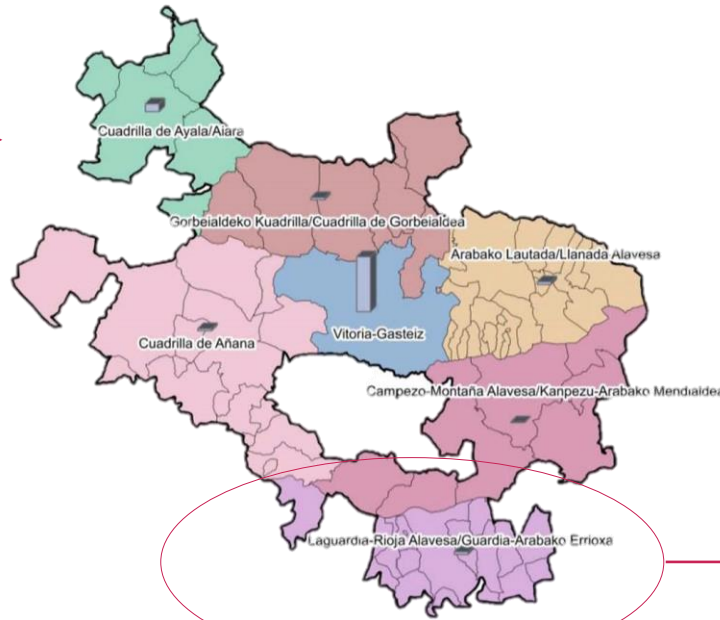 Cuadrilla de Ayala/Aiara
Gorbeialdeko Kuadrilla/Cuadrilla de Gorbeialdea
Arabako Lautada/Llanada Alavesa
Vitoria-Gasteiz
Cuadrilla de Añana
Campezo-Montaña Alavesa/Kanpezu-Arabako Mendialdea
Laguardia-Rioja Alavesa/Guardia-Arabako Errioxa